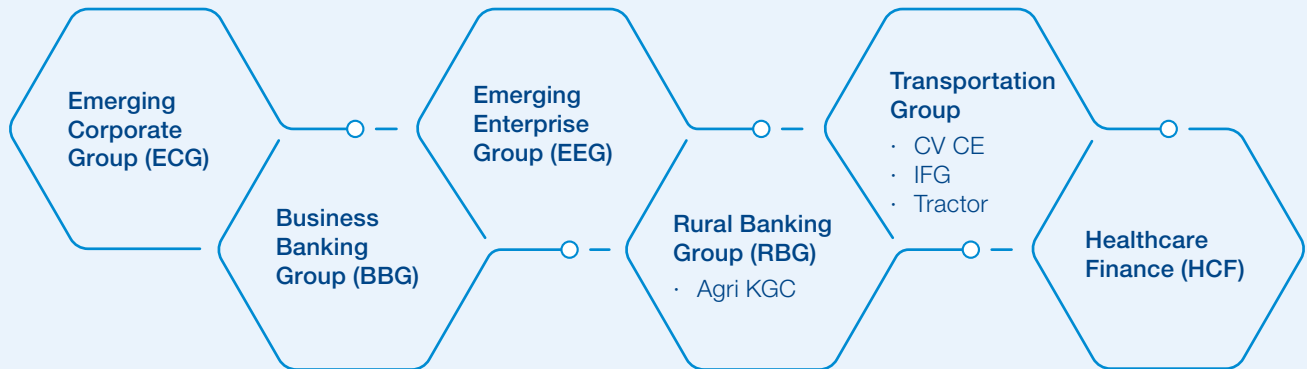 Emerging
Corporate
Group (ECG)
Business
Banking
Group (BBG)
Emerging
Enterprise
Group (EEG)
Rural Banking
Group (RBG)
· Agri KGC
Transportation
Group
· CV CE
· IFG
· Tractor
Healthcare
Finance (HCF)